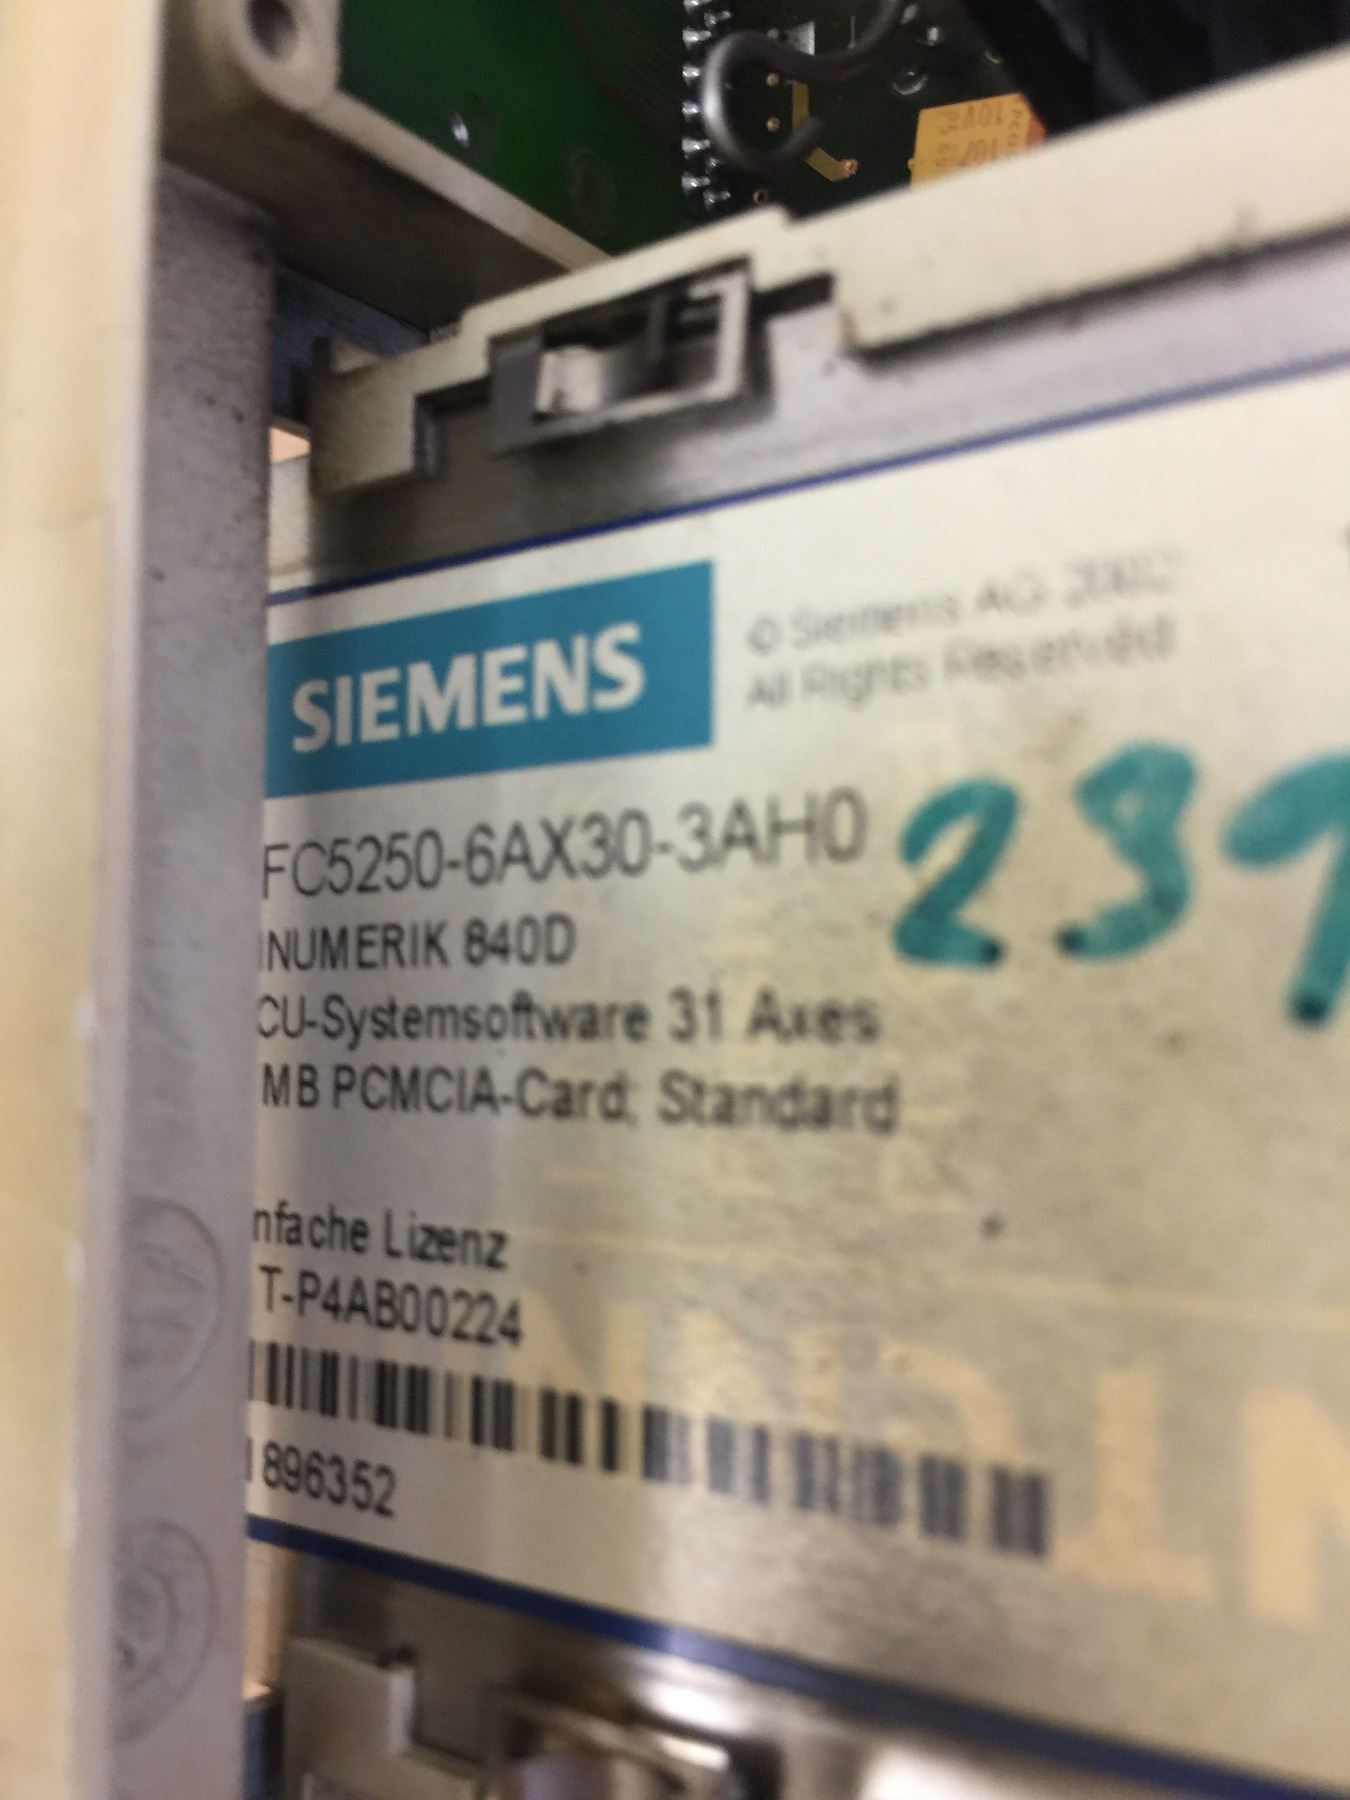 SIEMENS
© Siemens AG 2002
All Rights Reserved
FC5250-6AX30-3AH0
239
INUMERIK 840D
CU-Systemsoftware 31 Axes
MB PCMCIA-Card, Standard
nfache Lizenz
T-P4AB00224
896352